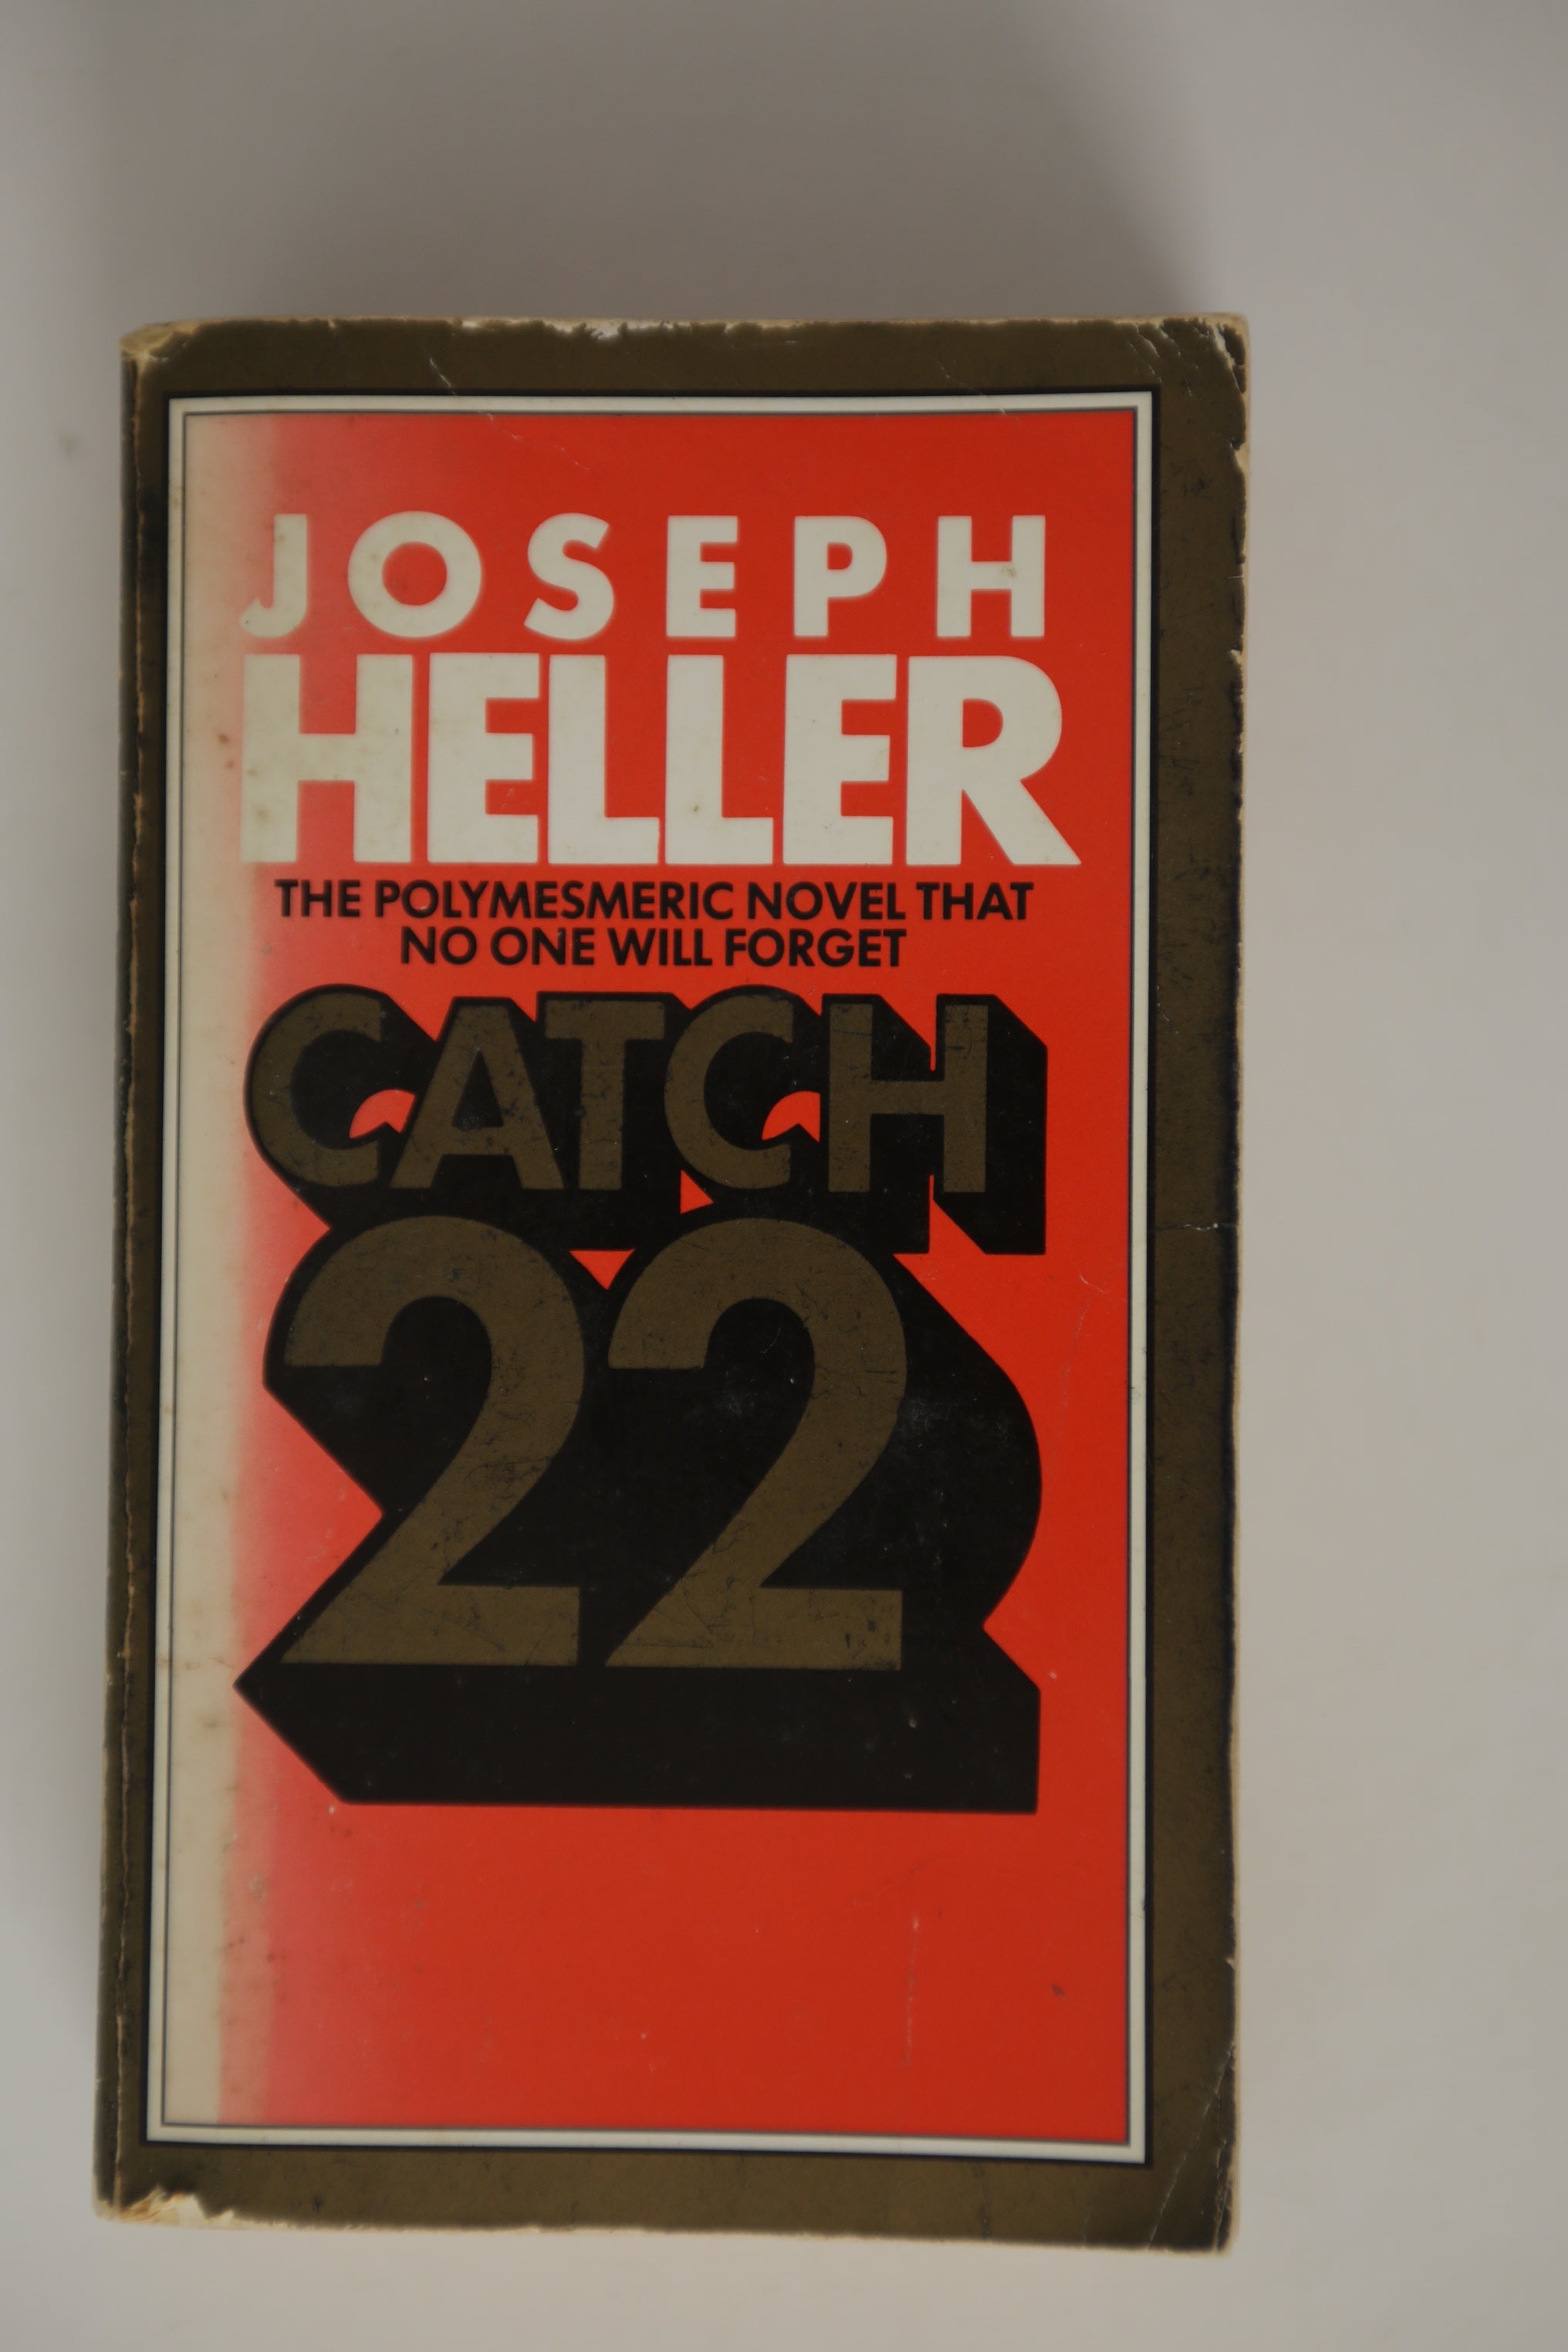 JOSEPH
HELLER
THE POLYMESMERIC NOVEL THAT
NO ONE WILL FORGET
CATCH
22